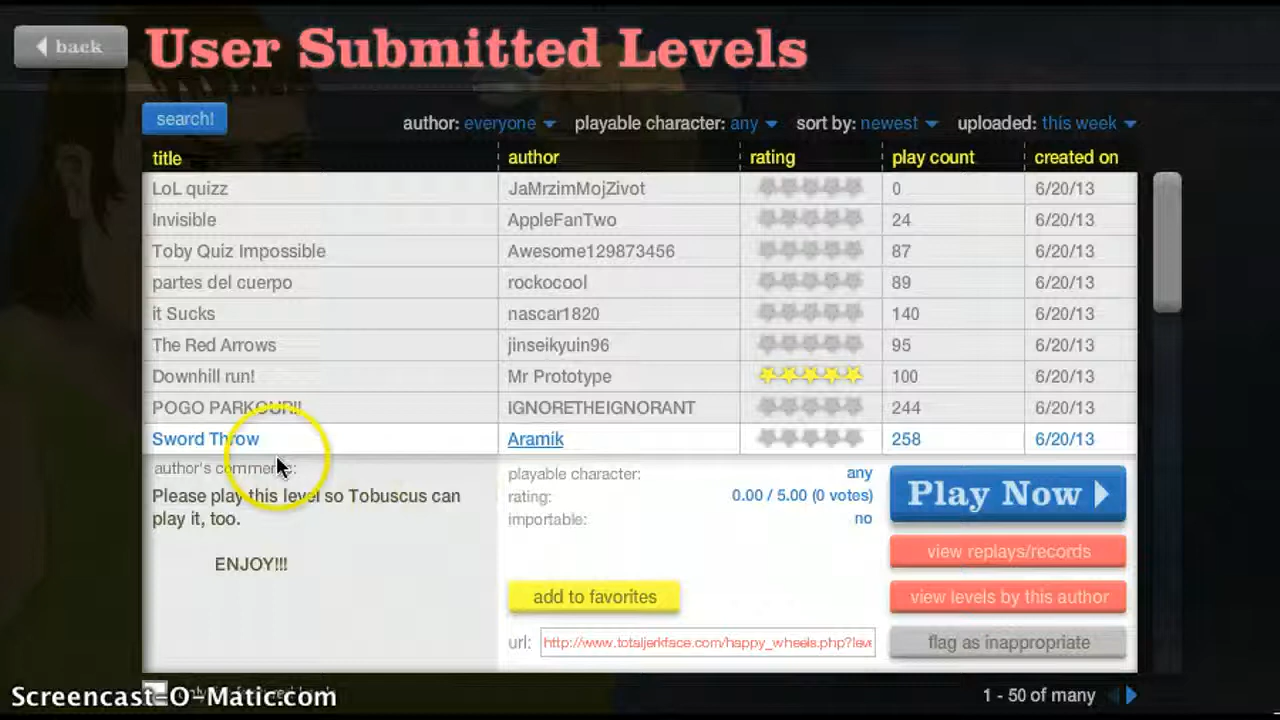 back
User Submitted Levels
search!
author: everyone playable character: any sort by: newest uploaded: this week
title author rating play count created on
LoL quizz JaMrzimMojZivot 0 6/20/13
Invisible AppleFanTwo 24 6/20/13
Toby Quiz Impossible Awesome129873456 87 6/20/13
partes del cuerpo rockocool 89 6/20/13
it Sucks nascar1820 140 6/20/13
The Red Arrows jinseikyuin96 95 6/20/13
Downhill run! Mr Prototype 100 6/20/13
POGO PARKOUR!! IGNORETHEIGNORANT 244 6/20/13
Sword Throw Aramik 258 6/20/13
author's comments:
Please play this level so Tobuscus can
play it, too.
ENJOY!!!
playable character: any
rating: 0.00 / 5.00 (0 votes)
importable: no
add to favorites
url: http://www.totaljerkface.com/happy_wheels.php?leve
Play Now
view replays/records
view levels by this author
flag as inappropriate
Screencast-O-Matic.com
1 - 50 of many